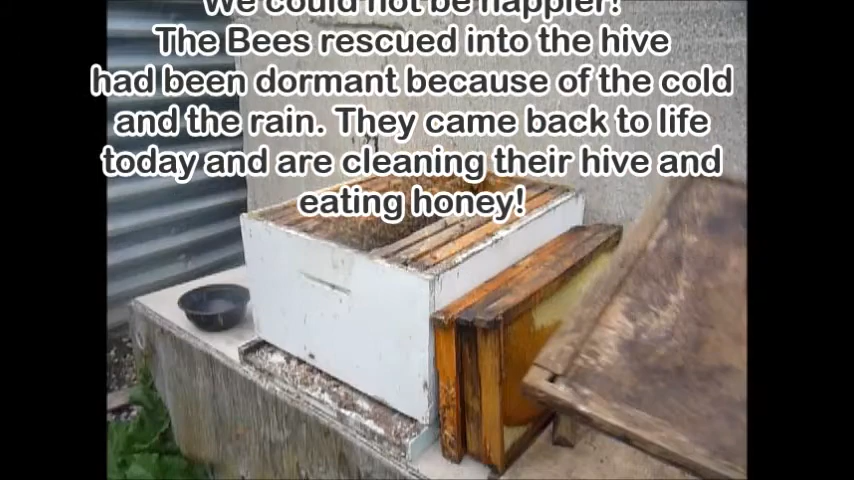 We could not be happier!
The Bees rescued into the hive
had been dormant because of the cold
and the rain. They came back to life
today and are cleaning their hive and
eating honey!